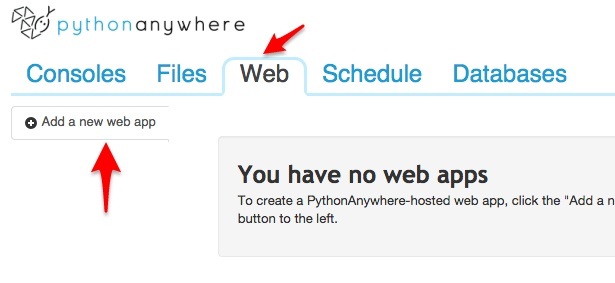 pythonanywhere
Consoles Files Web Schedule Databases
Add a new web app
You have no web apps
To create a PythonAnywhere-hosted web app, click the "Add a n
button to the left.